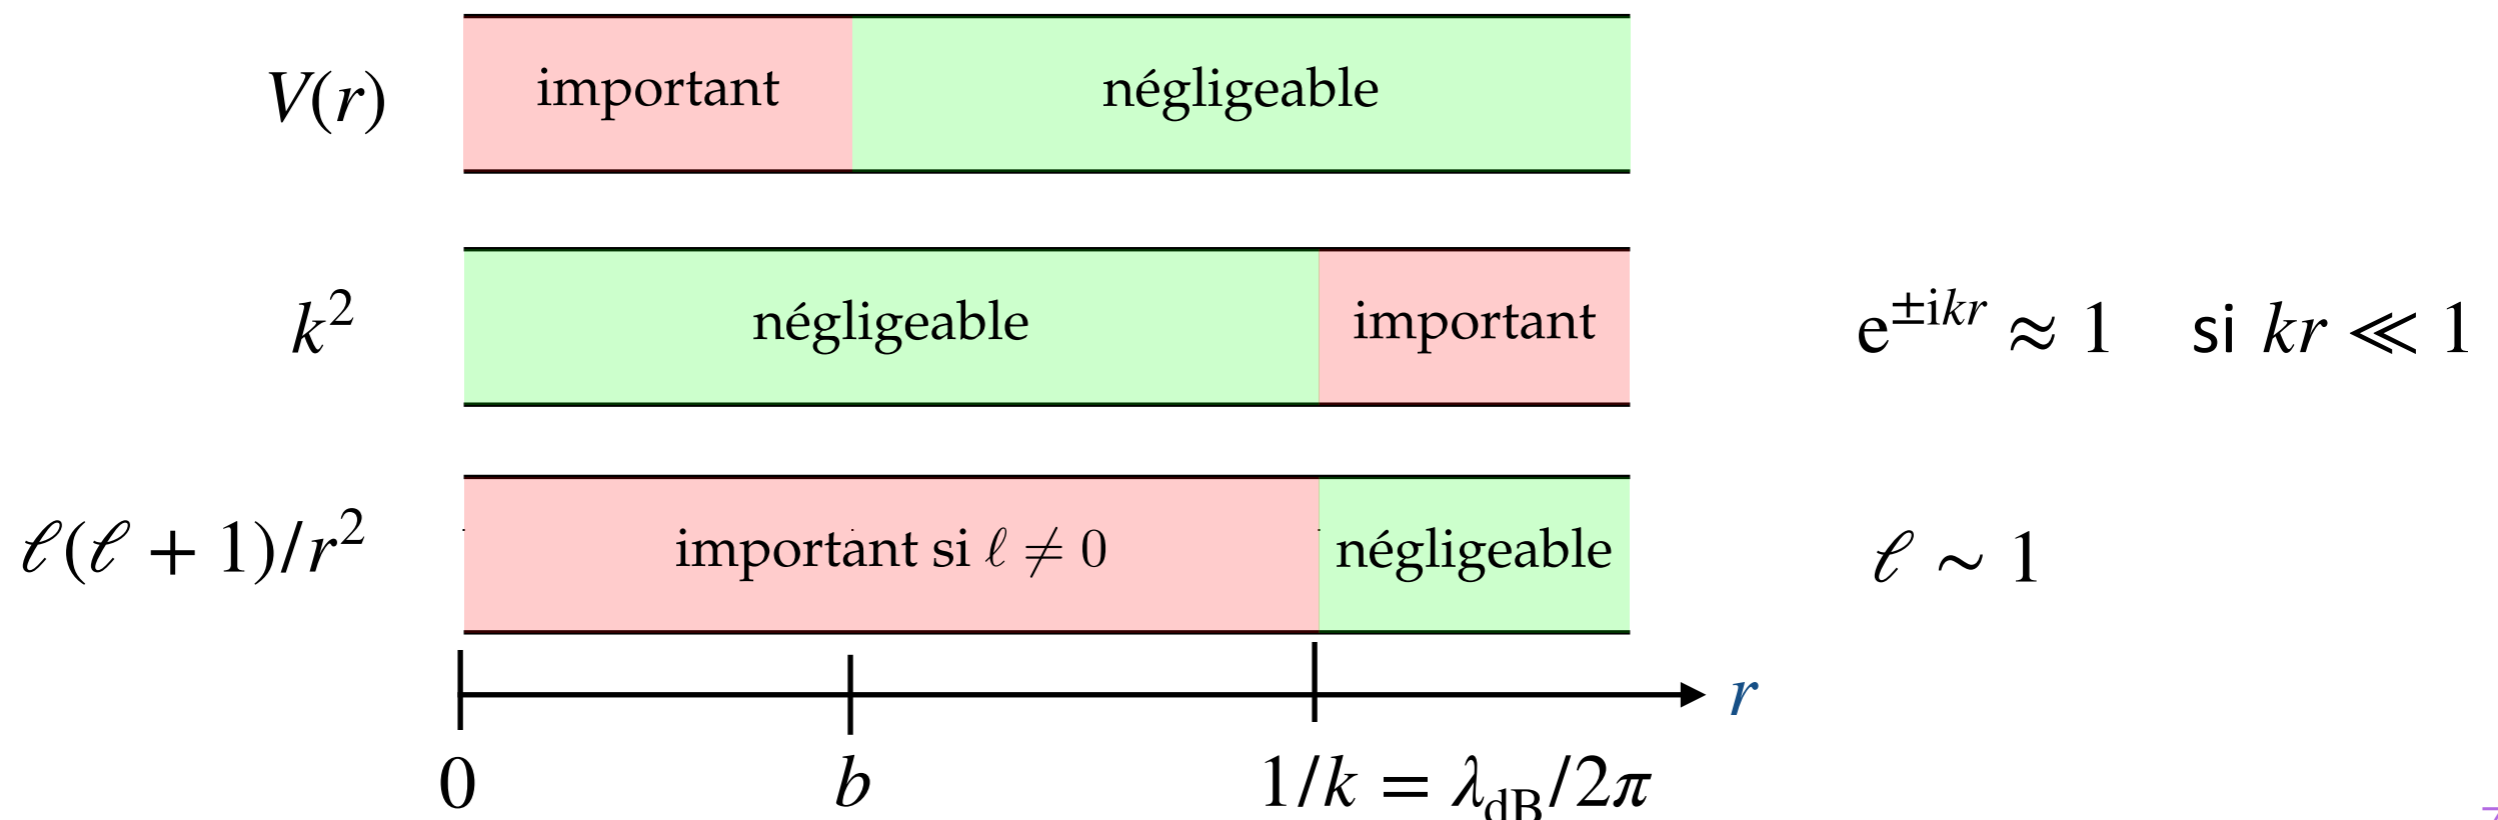 V(r) important négligeable
k² négligeable important e^{±ikr} ≈ 1 si kr ≪ 1
ℓ(ℓ + 1)/r² important si ℓ ≠ 0 négligeable ℓ ∼ 1
r
0 b 1/k = λ_dB/2π